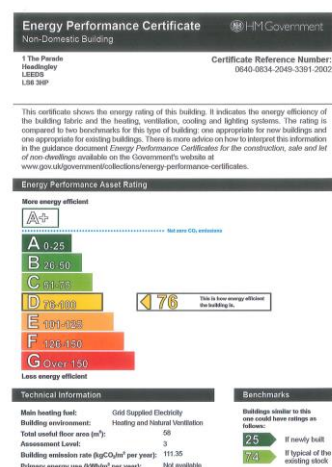 Energy Performance Certificate
HM Government
Non-Domestic Building
1 The Parade
Headingley
LEEDS
LS6 3HP
Certificate Reference Number:
0640-0834-2049-3391-2002
This certificate shows the energy rating of this building. It indicates the energy efficiency of
the building fabric and the heating, ventilation, cooling and lighting systems. The rating is
compared to two benchmarks for this type of building: one appropriate for new buildings and
one appropriate for existing buildings. There is more advice on how to interpret this information
in the guidance document Energy Performance Certificates for the construction, sale and let
of non-dwellings available on the Government's website at
www.gov.uk/government/collections/energy-performance-certificates.
Energy Performance Asset Rating
More energy efficient
A+
Net zero CO₂ emissions
A 0-25
B 26-50
C 51-75
D 76-100
76
This is how energy efficient
the building is.
E 101-125
F 126-150
G Over 150
Less energy efficient
Technical Information
Main heating fuel: Grid Supplied Electricity
Building environment: Heating and Natural Ventilation
Total useful floor area (m²): 58
Assessment Level: 3
Building emission rate (kgCO₂/m² per year): 111.35
Primary energy use (kWh/m² per year): Not available
Benchmarks
Buildings similar to this
one could have ratings as
follows:
25 If newly built
74 If typical of the
existing stock